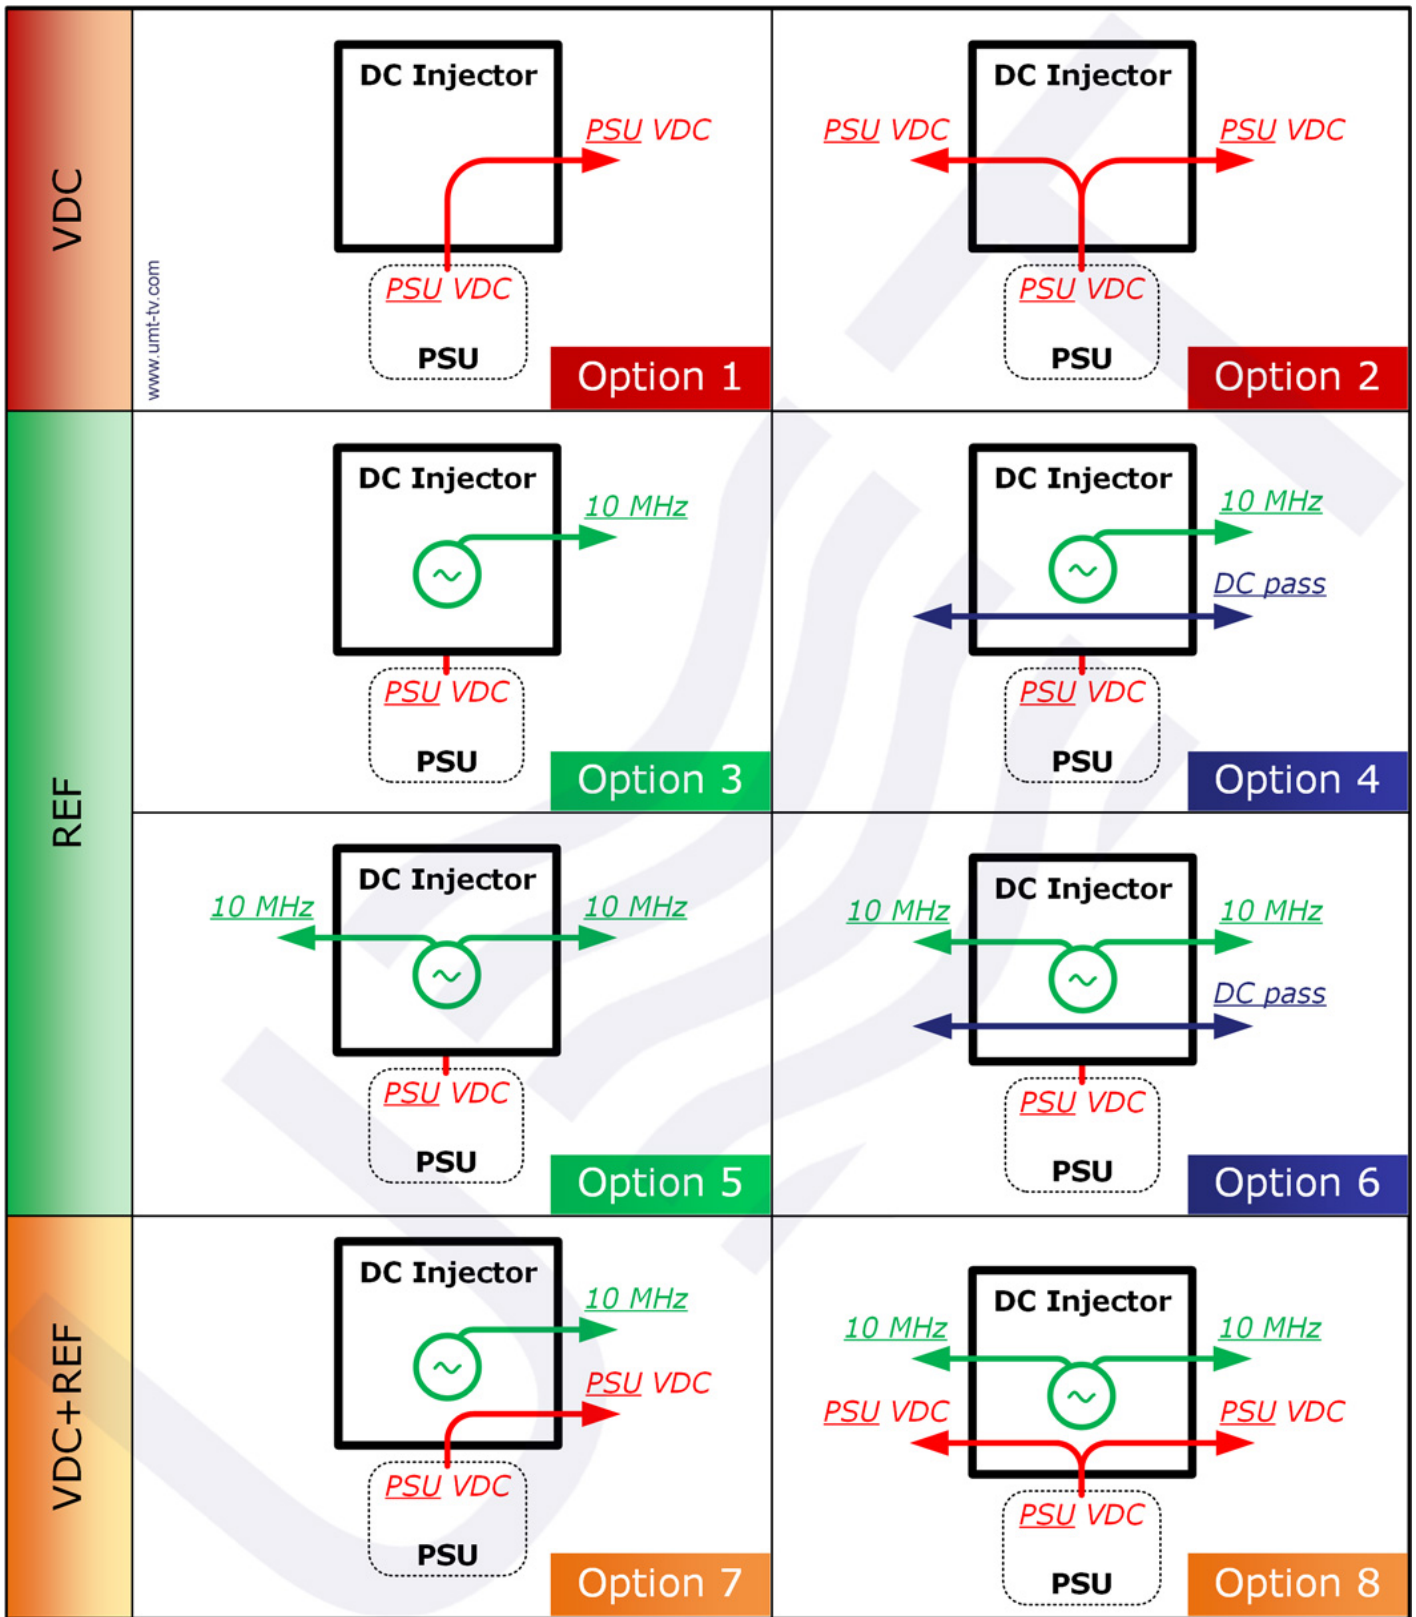 VDC
www.umt-tv.com
DC Injector
PSU VDC
PSU VDC
PSU
Option 1
DC Injector
PSU VDC
PSU VDC
PSU VDC
PSU
Option 2
REF
DC Injector
10 MHz
PSU VDC
PSU
Option 3
DC Injector
10 MHz
DC pass
PSU VDC
PSU
Option 4
DC Injector
10 MHz
10 MHz
PSU VDC
PSU
Option 5
DC Injector
10 MHz
10 MHz
DC pass
PSU VDC
PSU
Option 6
VDC+REF
DC Injector
10 MHz
PSU VDC
PSU VDC
PSU
Option 7
DC Injector
10 MHz
10 MHz
PSU VDC
PSU VDC
PSU VDC
PSU
Option 8